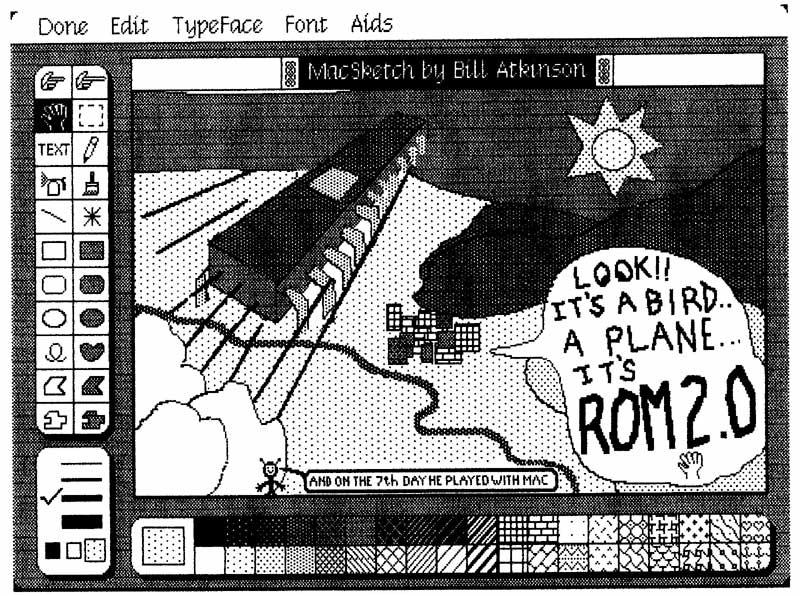 Done Edit TypeFace Font Aids
MacSketch by Bill Atkinson
TEXT
LOOK!!
IT'S A BIRD..
A PLANE...
IT'S
ROM 2.0
AND ON THE 7th DAY HE PLAYED WITH MAC